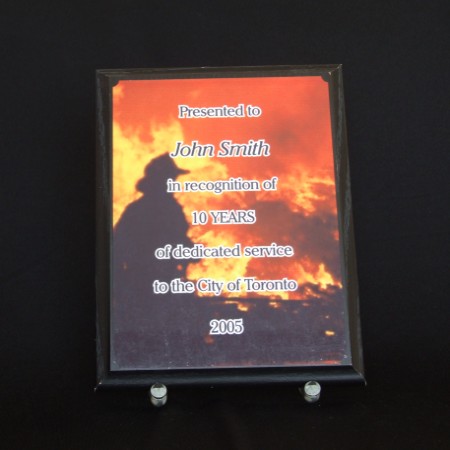 Presented to
John Smith
in recognition of
10 YEARS
of dedicated service
to the City of Toronto
2005